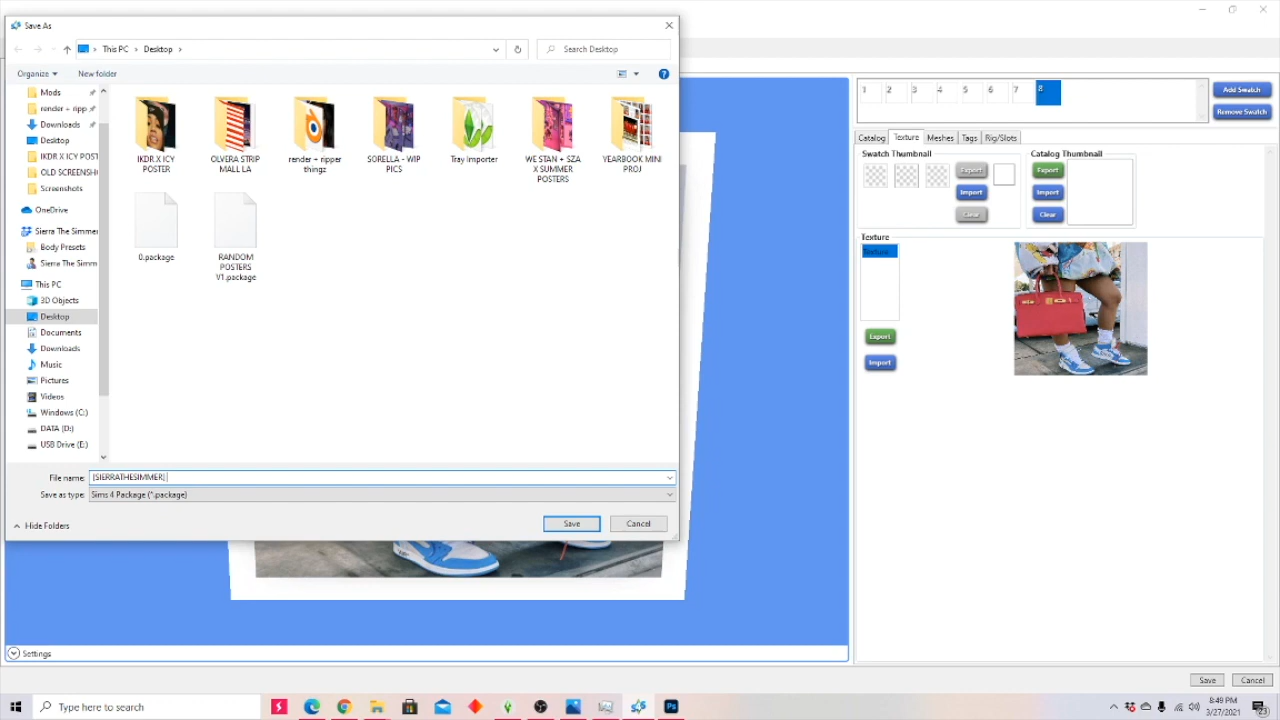 Save As
This PC › Desktop ›
Search Desktop
Organize
New folder
Mods
render + ripp
Downloads
Desktop
IKDR X ICY POST
OLD SCREENSH
Screenshots
OneDrive
Sierra The Simmer
Body Presets
Sierra The Simm
This PC
3D Objects
Desktop
Documents
Downloads
Music
Pictures
Videos
Windows (C:)
DATA (D:)
USB Drive (E:)
IKDR X ICY
POSTER
OLVERA STRIP
MALL LA
render + ripper
thingz
SORELLA - WIP
PICS
Tray Importer
WE STAN + SZA
X SUMMER
POSTERS
YEARBOOK MINI
PROJ
0.package
RANDOM
POSTERS
V1.package
File name:
[SIERRATHESIMMER]
Save as type:
Sims 4 Package (*.package)
Hide Folders
Save
Cancel
1 2 3 4 5 6 7 8
Add Swatch
Remove Swatch
Catalog Texture Meshes Tags Rig/Slots
Swatch Thumbnail
Export
Import
Clear
Catalog Thumbnail
Export
Import
Clear
Texture
Texture
Export
Import
Settings
Save
Cancel
Type here to search
8:49 PM
3/27/2021
23